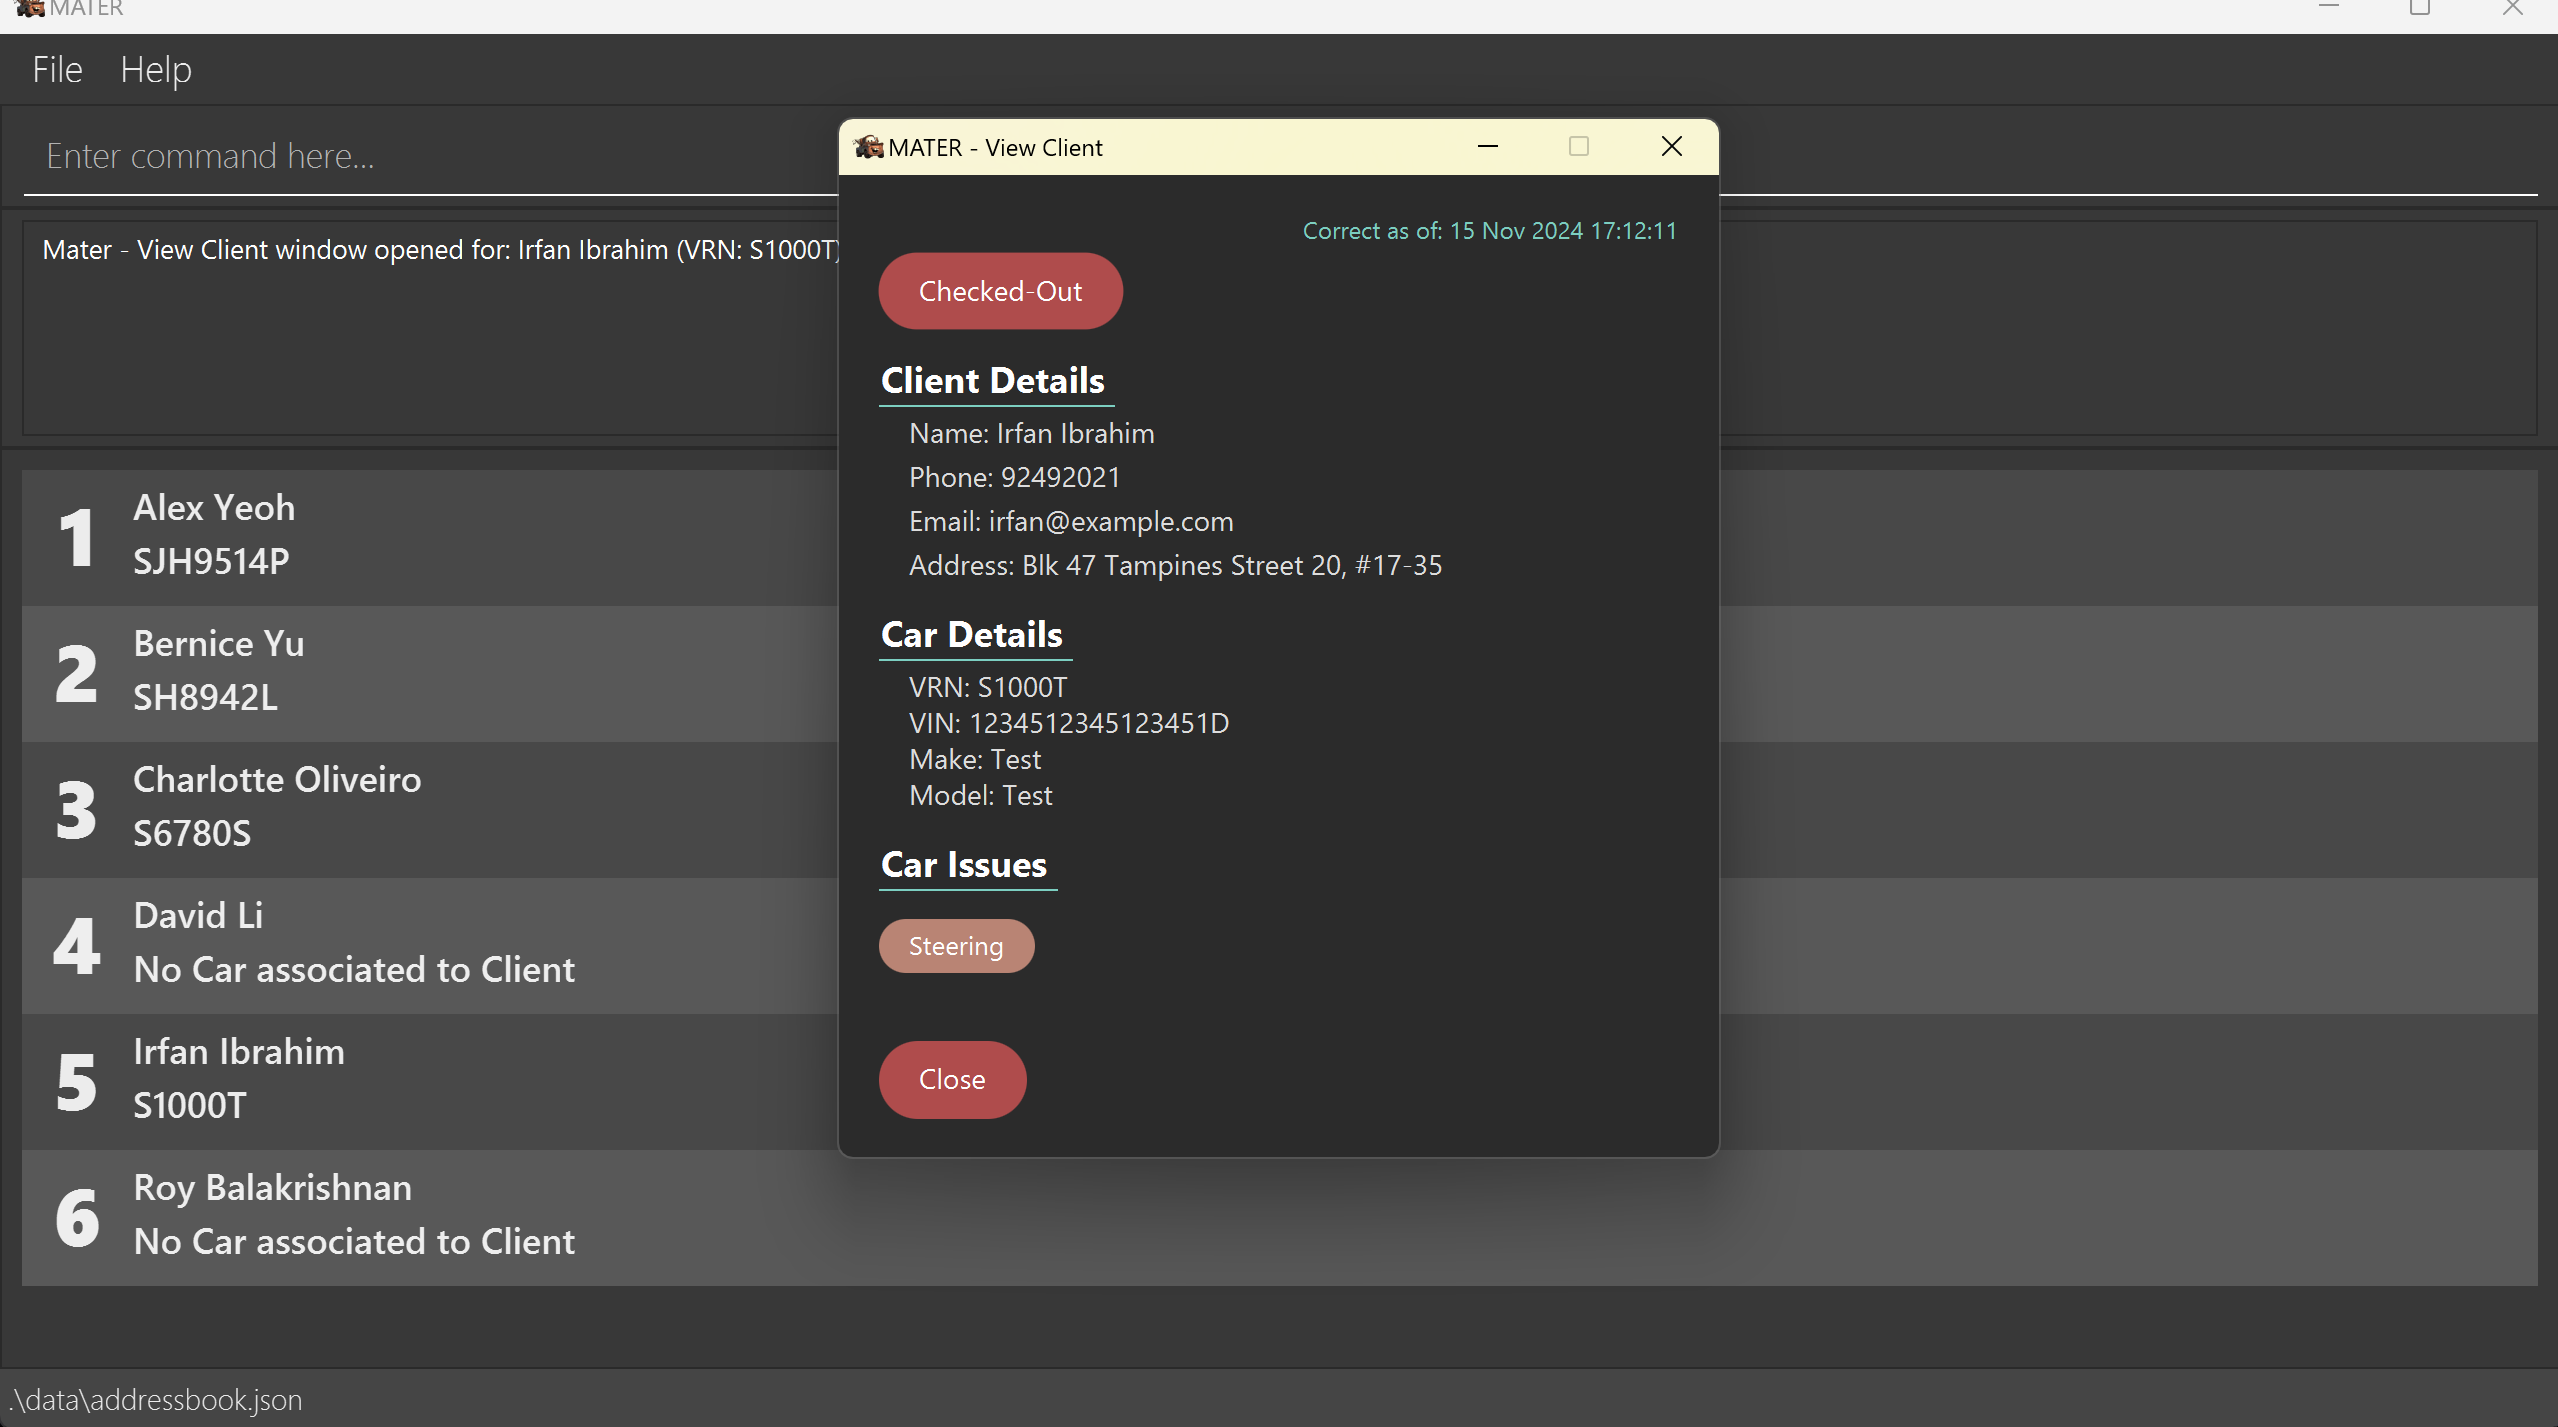 MATER
File Help
Enter command here...
Mater - View Client window opened for: Irfan Ibrahim (VRN: S1000T)
1 Alex Yeoh
SJH9514P
2 Bernice Yu
SH8942L
3 Charlotte Oliveiro
S6780S
4 David Li
No Car associated to Client
5 Irfan Ibrahim
S1000T
6 Roy Balakrishnan
No Car associated to Client
.\data\addressbook.json
MATER - View Client
Correct as of: 15 Nov 2024 17:12:11
Checked-Out
Client Details
Name: Irfan Ibrahim
Phone: 92492021
Email: irfan@example.com
Address: Blk 47 Tampines Street 20, #17-35
Car Details
VRN: S1000T
VIN: 1234512345123451D
Make: Test
Model: Test
Car Issues
Steering
Close